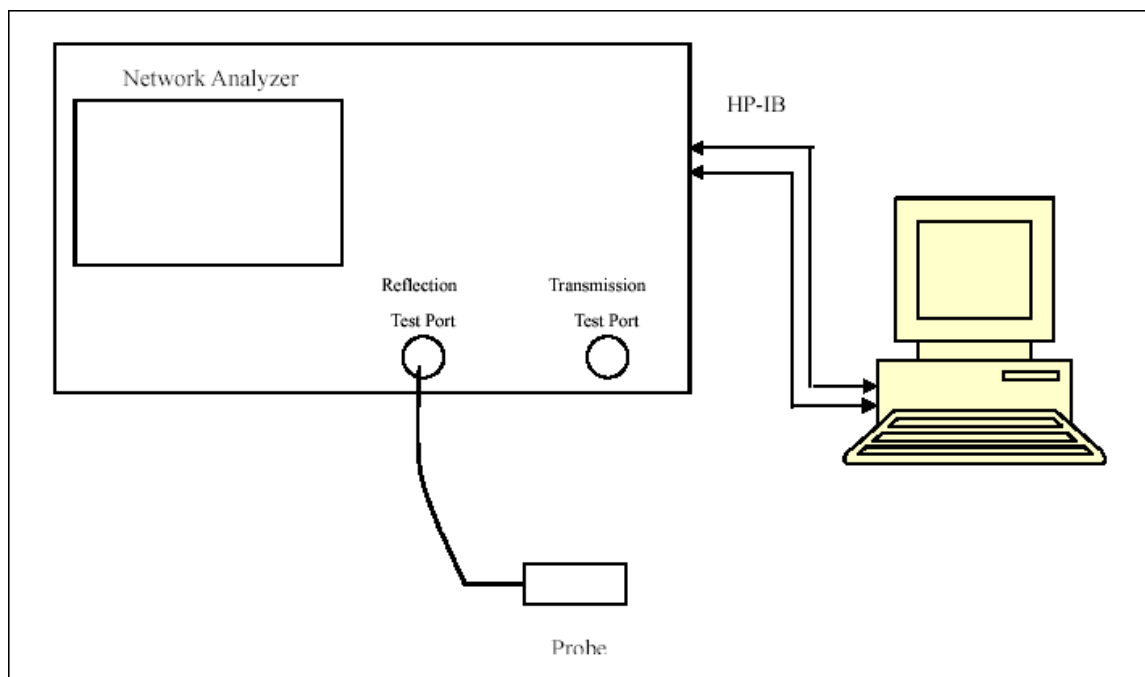 Network Analyzer
HP-IB
Reflection
Test Port
Transmission
Test Port
Probe